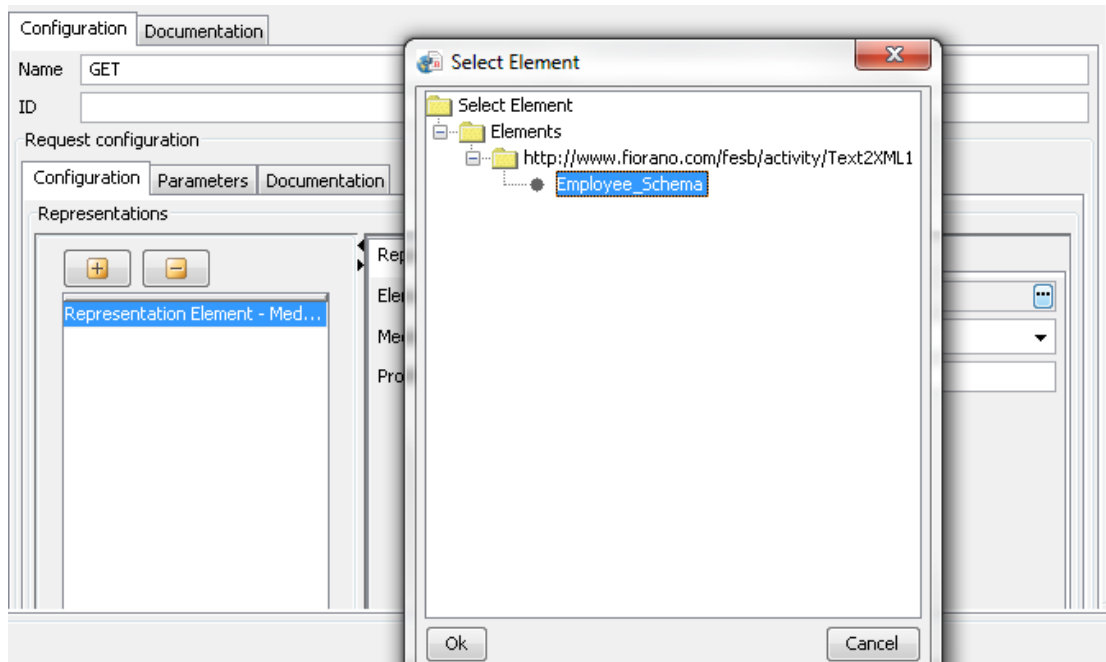 Configuration Documentation
Name GET
ID
Request configuration
Configuration Parameters Documentation
Representations
Representation Element - Med...
Rep
Ele
Me
Pro
Select Element
Select Element
Elements
http://www.fiorano.com/fesb/activity/Text2XML1
Employee_Schema
Ok Cancel